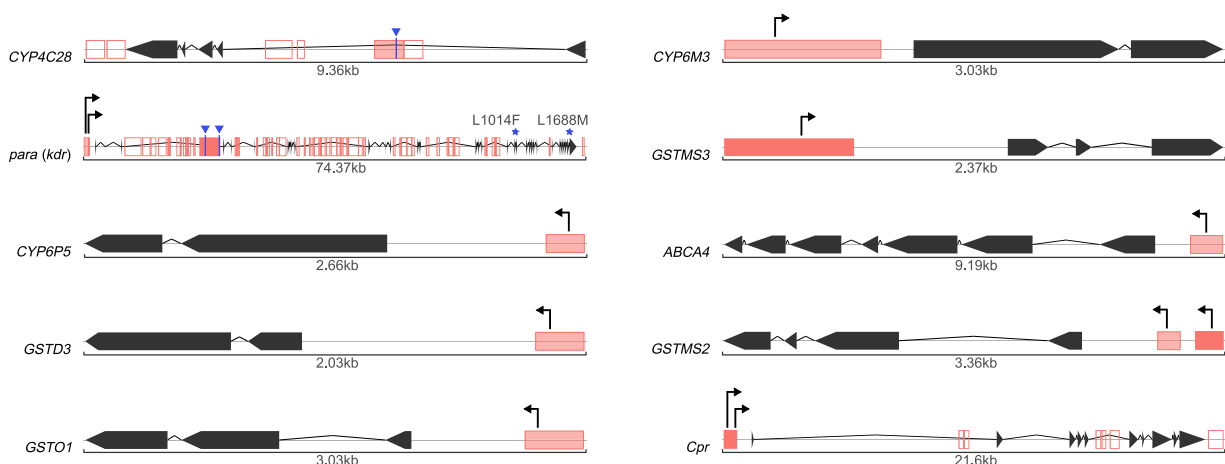 CYP4C28
9.36kb
L1014F L1688M
para (kdr)
74.37kb
CYP6P5
2.66kb
GSTD3
2.03kb
GSTO1
3.03kb
CYP6M3
3.03kb
GSTMS3
2.37kb
ABCA4
9.19kb
GSTMS2
3.36kb
Cpr
21.6kb